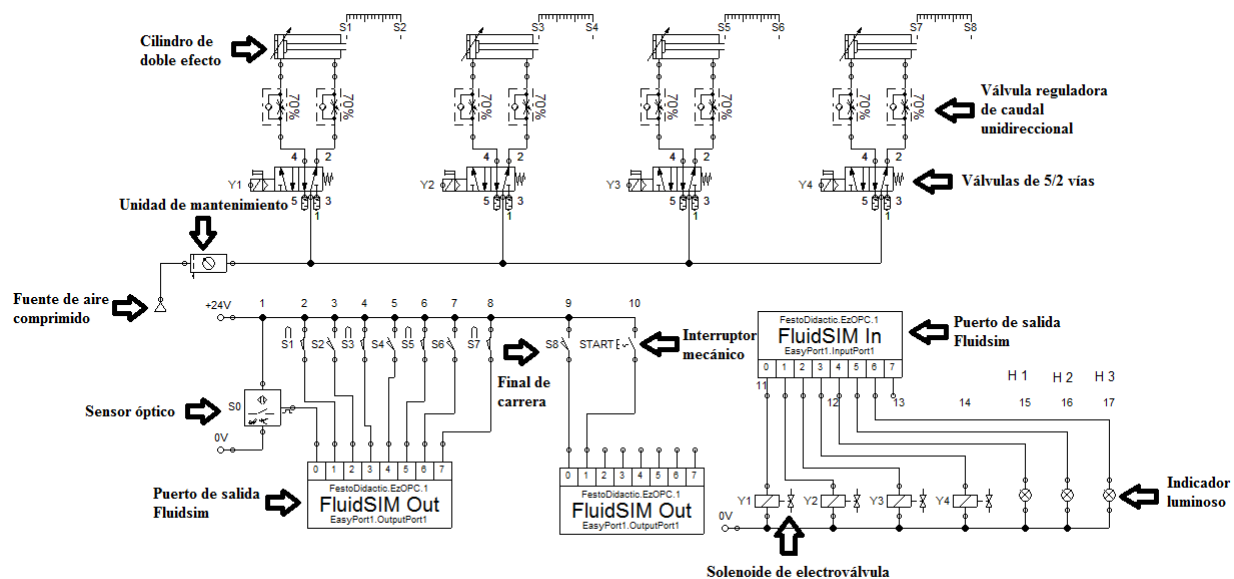 S1 S2 S3 S4 S5 S6 S7 S8
Cilindro de
doble efecto
70% 70% 70% 70% 70% 70% 70% 70%
Válvula reguladora
de caudal
unidireccional
4 2 4 2 4 2 4 2
Y1 Y2 Y3 Y4
Válvulas de 5/2 vías
5 3 5 3 5 3 5 3
1 1 1 1
Unidad de mantenimiento
Fuente de aire
comprimido
+24V 1 2 3 4 5 6 7 8 9 10
S1 S2 S3 S4 S5 S6 S7 S8 START
Interruptor
mecánico
Final de
carrera
FestoDidactic.EzOPC.1
FluidSIM In
EasyPort1.InputPort1
0 1 2 3 4 5 6 7
Puerto de salida
Fluidsim
H 1 H 2 H 3
11 12 13 14 15 16 17
Sensor óptico
S0
0V
0 1 2 3 4 5 6 7
FestoDidactic.EzOPC.1
FluidSIM Out
EasyPort1.OutputPort1
Puerto de salida
Fluidsim
0 1 2 3 4 5 6 7
FestoDidactic.EzOPC.1
FluidSIM Out
EasyPort1.OutputPort1
Y1 Y2 Y3 Y4
0V
Indicador
luminoso
Solenoide de electroválvula